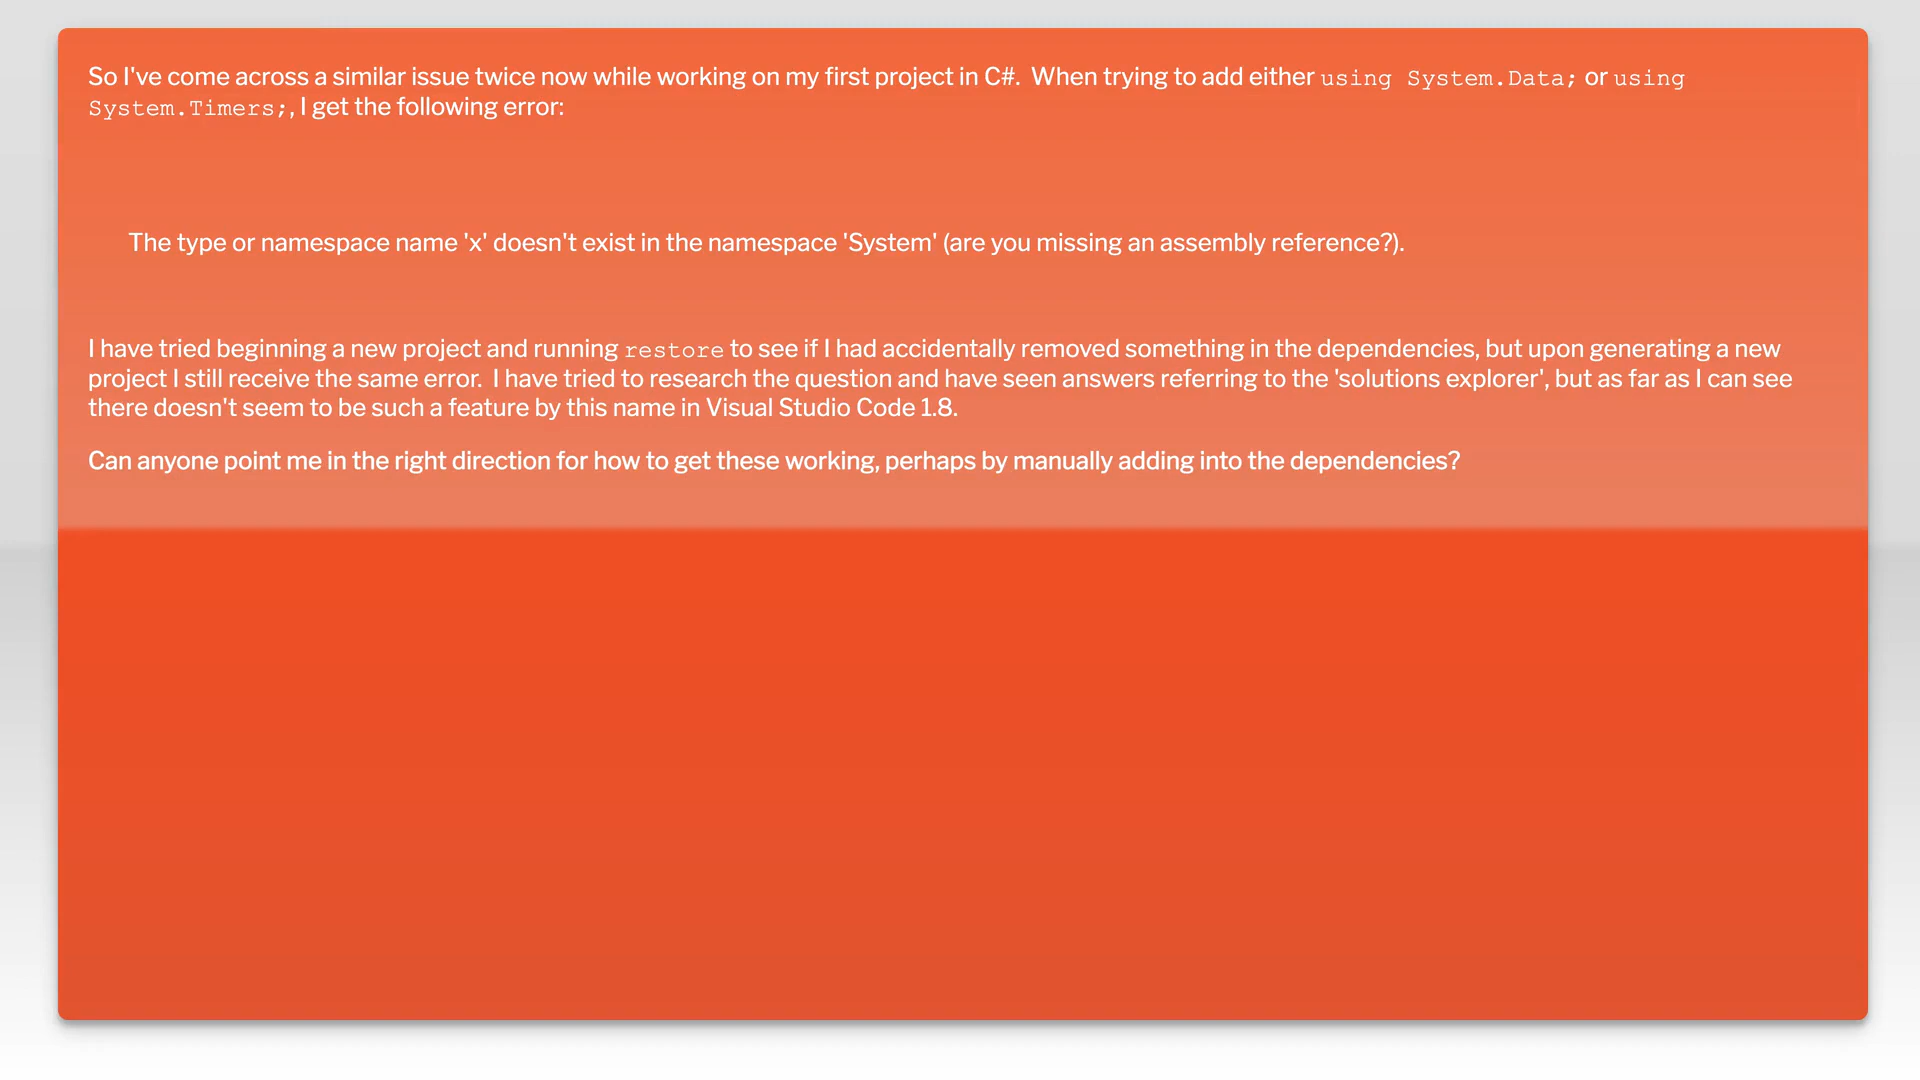 So I've come across a similar issue twice now while working on my first project in C#.  When trying to add either using System.Data; or using
System.Timers;, I get the following error:
The type or namespace name 'x' doesn't exist in the namespace 'System' (are you missing an assembly reference?).
I have tried beginning a new project and running restore to see if I had accidentally removed something in the dependencies, but upon generating a new
project I still receive the same error.  I have tried to research the question and have seen answers referring to the 'solutions explorer', but as far as I can see
there doesn't seem to be such a feature by this name in Visual Studio Code 1.8.
Can anyone point me in the right direction for how to get these working, perhaps by manually adding into the dependencies?